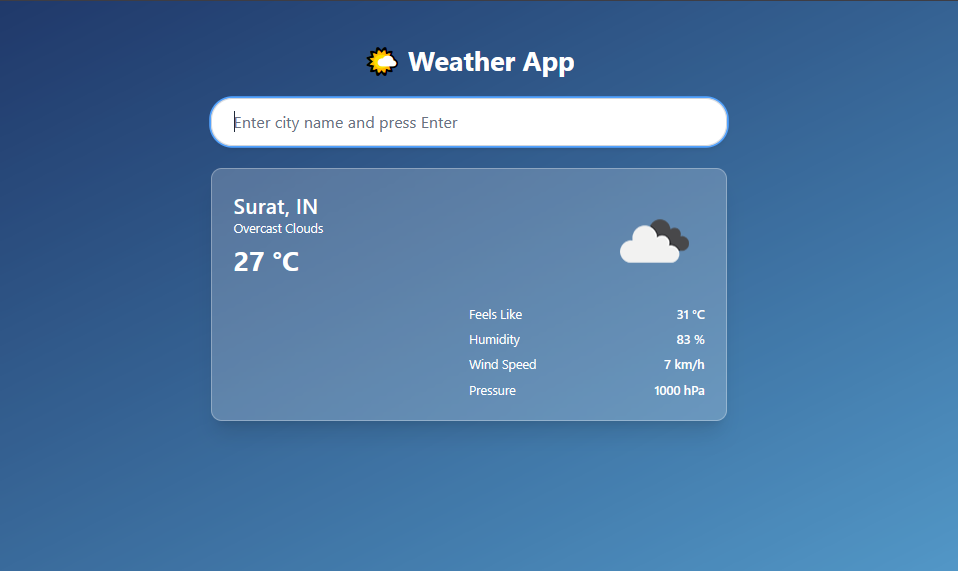 Weather App
Enter city name and press Enter
Surat, IN
Overcast Clouds
27 °C
Feels Like 31 °C
Humidity 83 %
Wind Speed 7 km/h
Pressure 1000 hPa